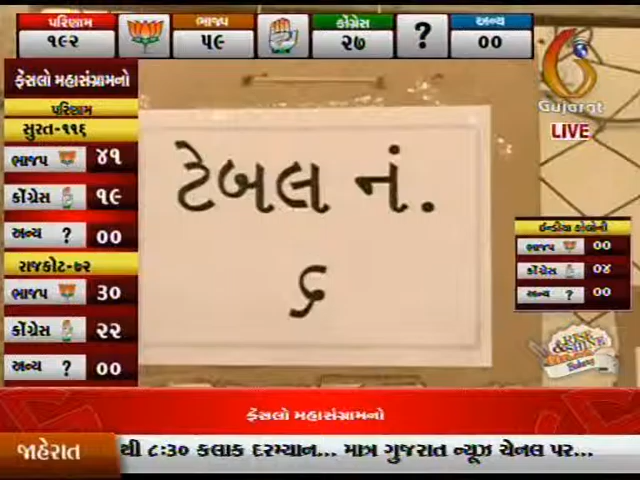 પરિણામ
૧૯૨
ભાજપ
૫૯
કોંગ્રેસ
૨૭
?
અન્ય
૦૦
ફેંસલો મહાસંગ્રામનો
પરિણામ
સુરત-૧૧૬
ભાજપ ૪૧
કોંગ્રેસ ૧૯
અન્ય ? ૦૦
રાજકોટ-૭૨
ભાજપ ૩૦
કોંગ્રેસ ૨૨
અન્ય ? ૦૦
ટેબલ નં.
૬
Gujarat
LIVE
ઈન્ડીયા કોલોની
ભાજપ ૦૦
કોંગ્રેસ ૦૪
અન્ય ? ૦૦
ફેંસલો મહાસંગ્રામનો
જાહેરાત
થી ૮:૩૦ કલાક દરમ્યાન... માત્ર ગુજરાત ન્યૂઝ ચેનલ પર...